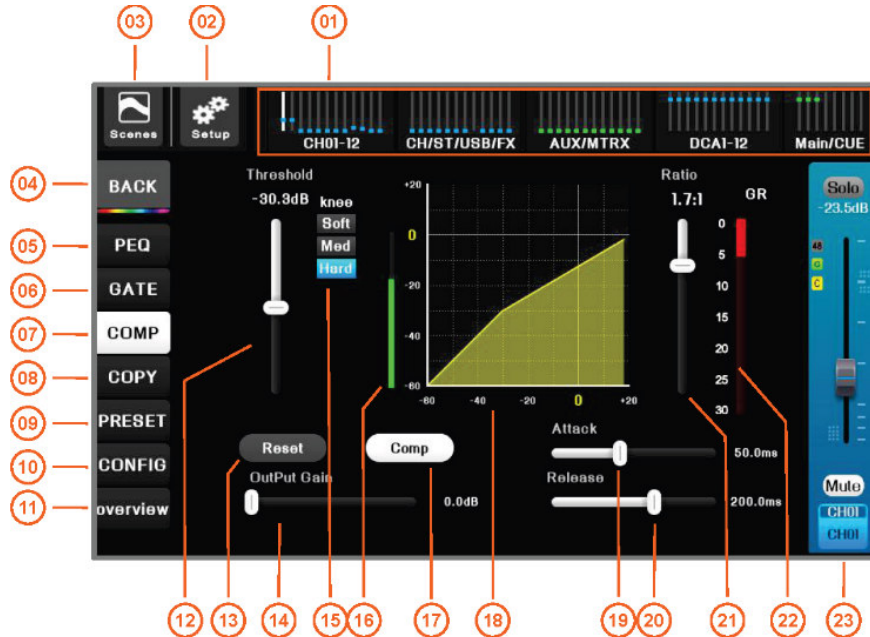 03
02
01
Scenes
Setup
CH01-12
CH/ST/USB/FX
AUX/MTRX
DCA1-12
Main/CUE
04
BACK
05
PEQ
06
GATE
07
COMP
08
COPY
09
PRESET
10
CONFIG
11
overview
Threshold
-30.3dB
knee
Soft
Med
Hard
+20
0
-20
-40
-60
-60
-40
-20
0
+20
Ratio
1.7:1
GR
0
5
10
15
20
25
30
Solo
-23.5dB
48
G
C
Reset
Comp
Attack
50.0ms
OutPut Gain
0.0dB
Release
200.0ms
Mute
CH01
CH01
12
13
14
15
16
17
18
19
20
21
22
23